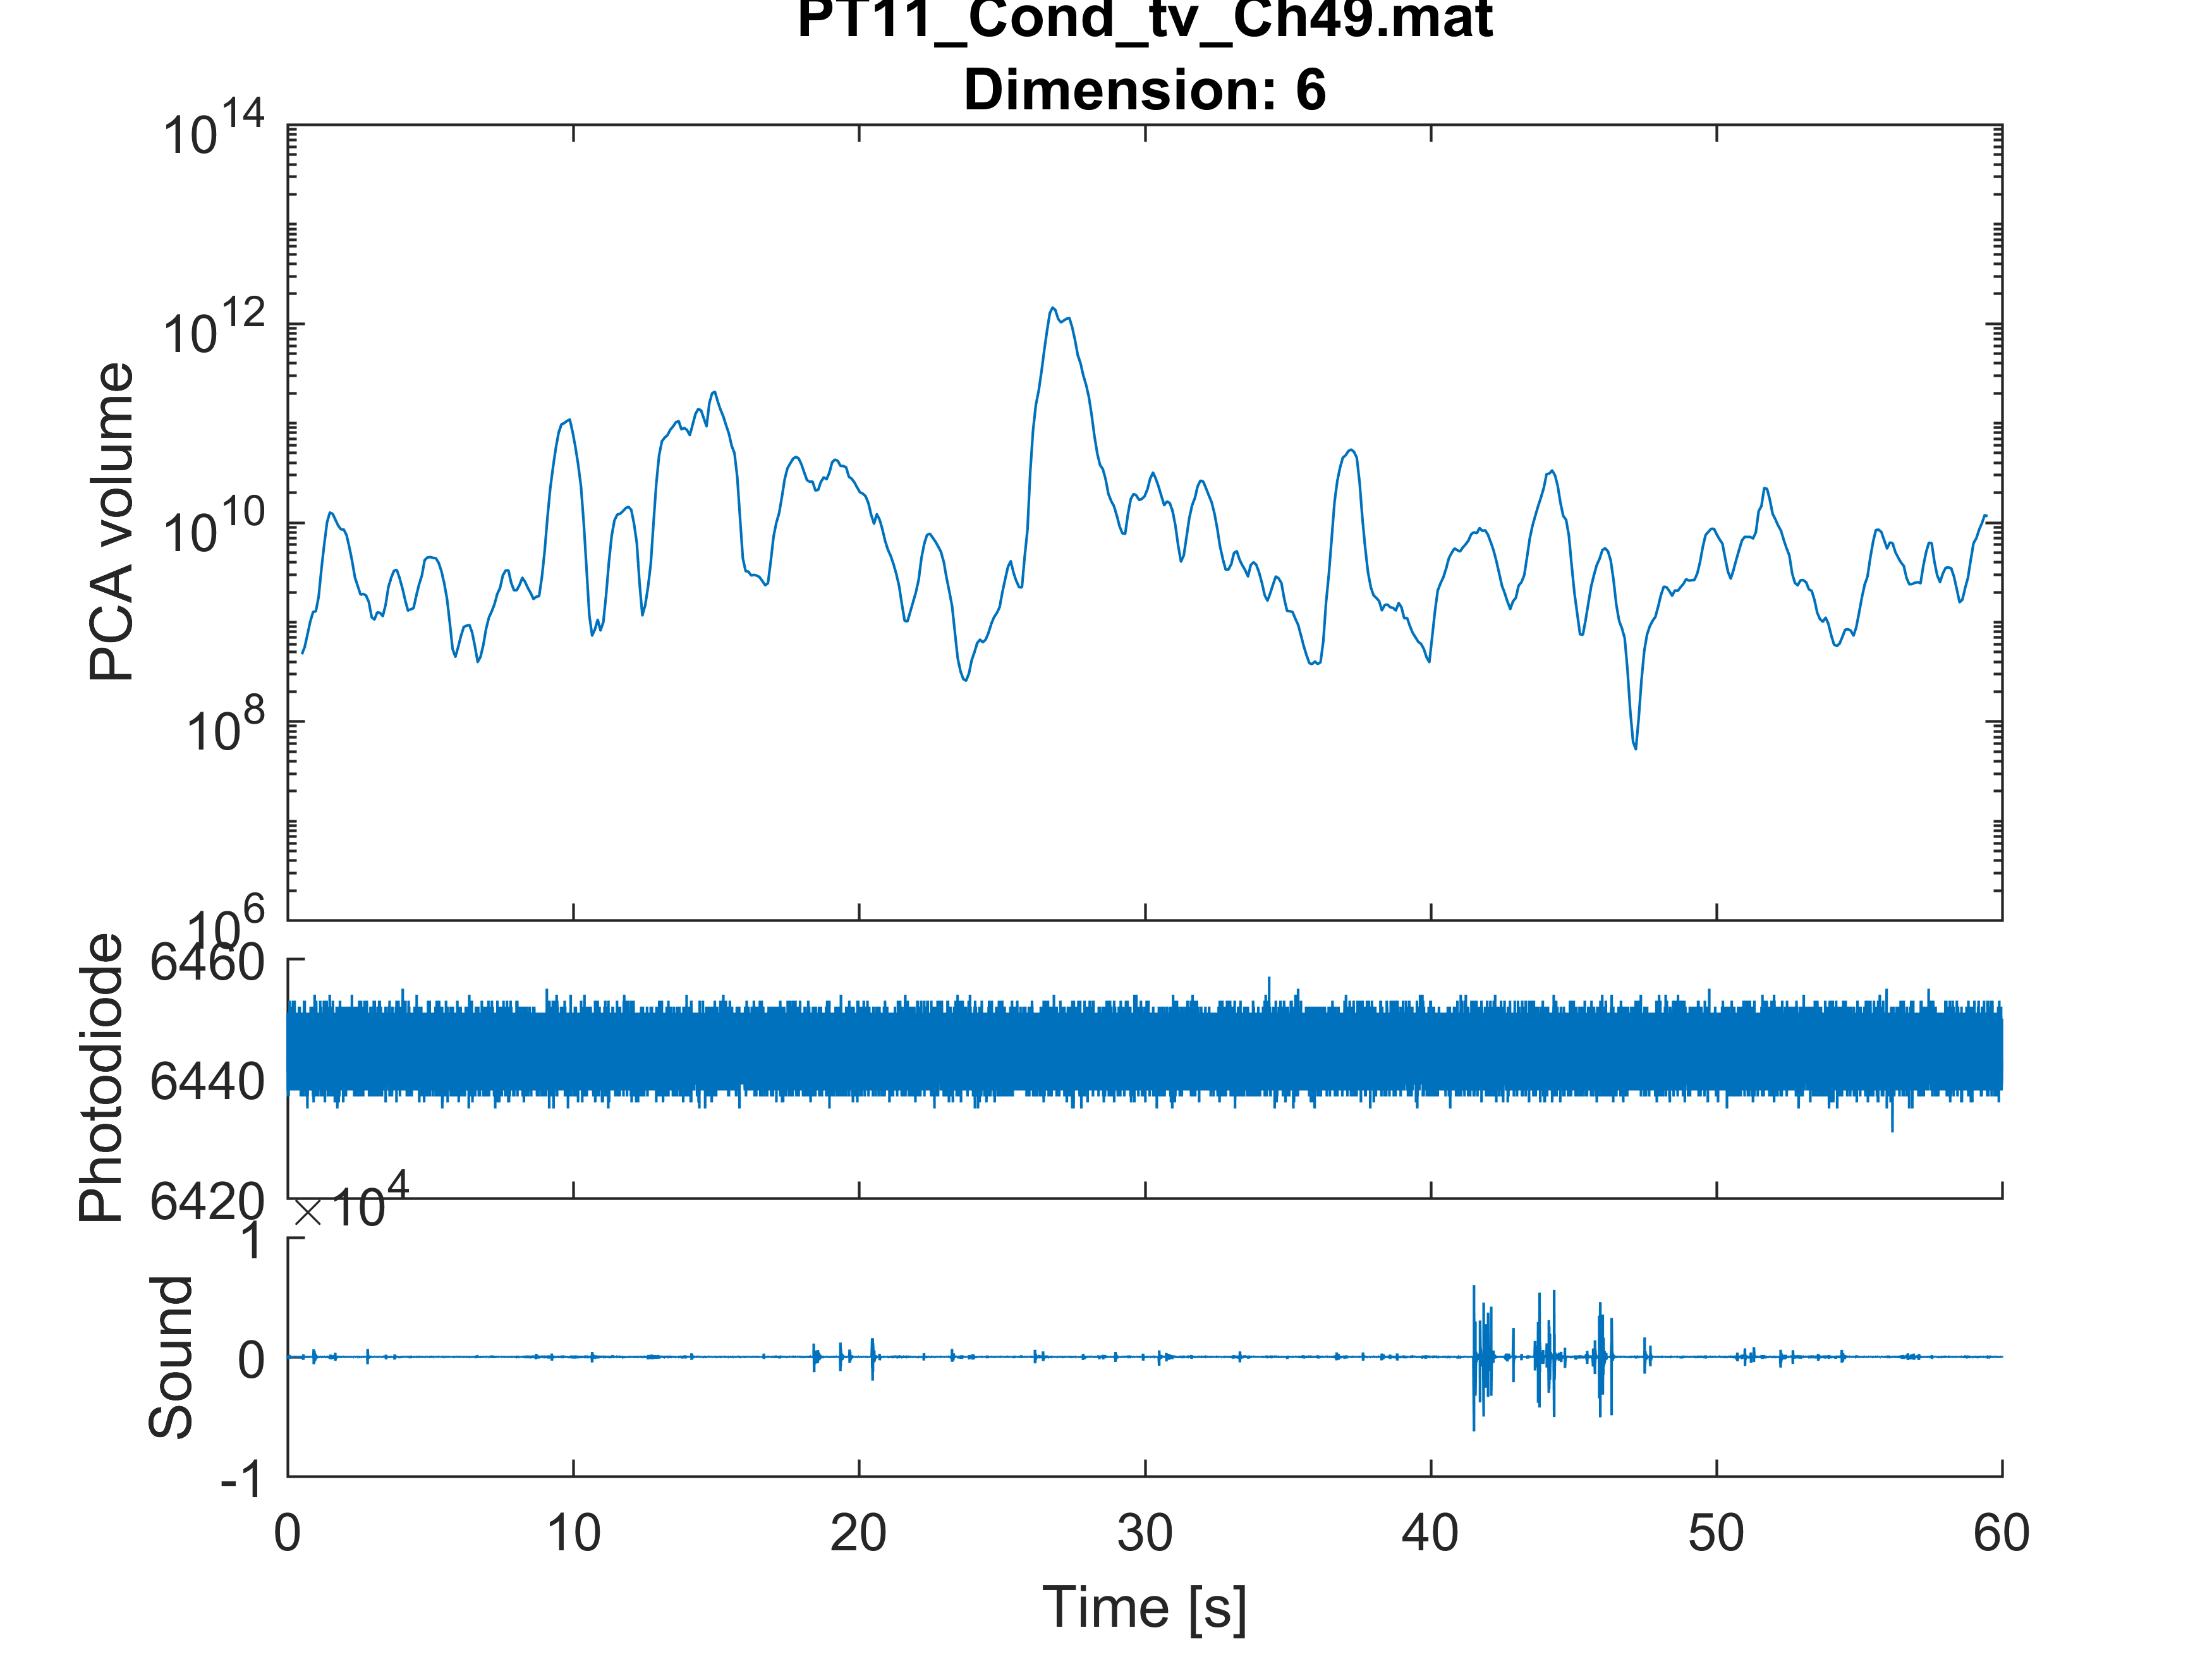 PT11_Cond_tv_Ch49.mat
Dimension: 6
PCA volume
10^14
10^12
10^10
10^8
10^6
Photodiode
6460
6440
6420
×10^4
Sound
1
0
-1
0 10 20 30 40 50 60
Time [s]